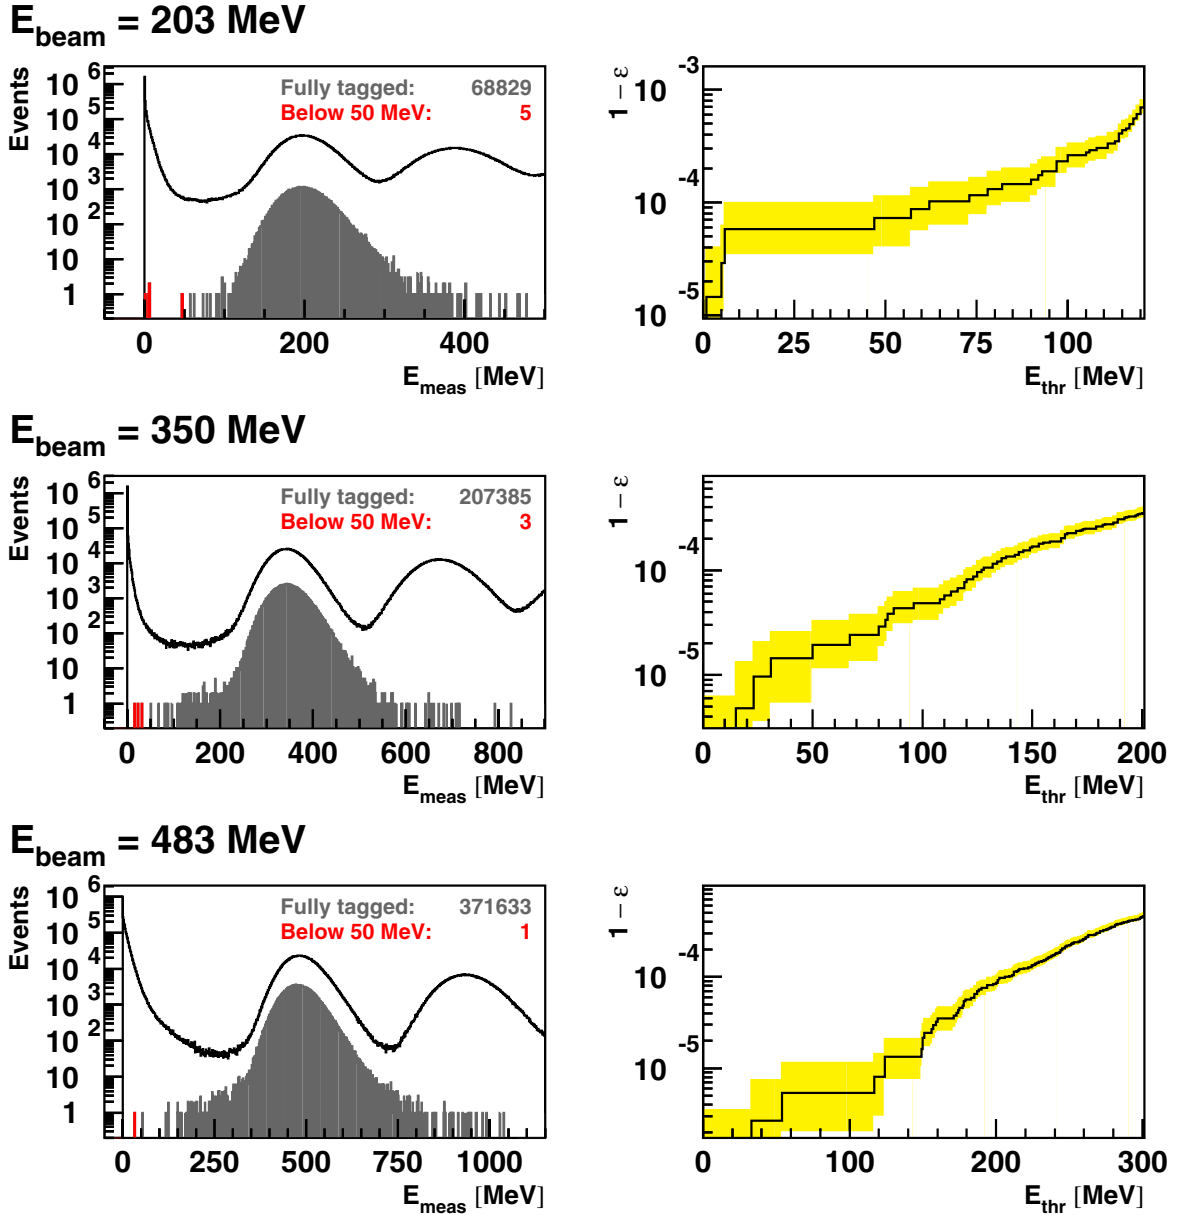 E_beam = 203 MeV
Events
10^6
10^5
10^4
10^3
10^2
10
1
Fully tagged: 68829
Below 50 MeV: 5
0 200 400
E_meas [MeV]
1 − ε
10^-3
10^-4
10^-5
0 25 50 75 100
E_thr [MeV]
E_beam = 350 MeV
Events
10^6
10^5
10^4
10^3
10^2
10
1
Fully tagged: 207385
Below 50 MeV: 3
0 200 400 600 800
E_meas [MeV]
1 − ε
10^-4
10^-5
0 50 100 150 200
E_thr [MeV]
E_beam = 483 MeV
Events
10^6
10^5
10^4
10^3
10^2
10
1
Fully tagged: 371633
Below 50 MeV: 1
0 250 500 750 1000
E_meas [MeV]
1 − ε
10^-4
10^-5
0 100 200 300
E_thr [MeV]